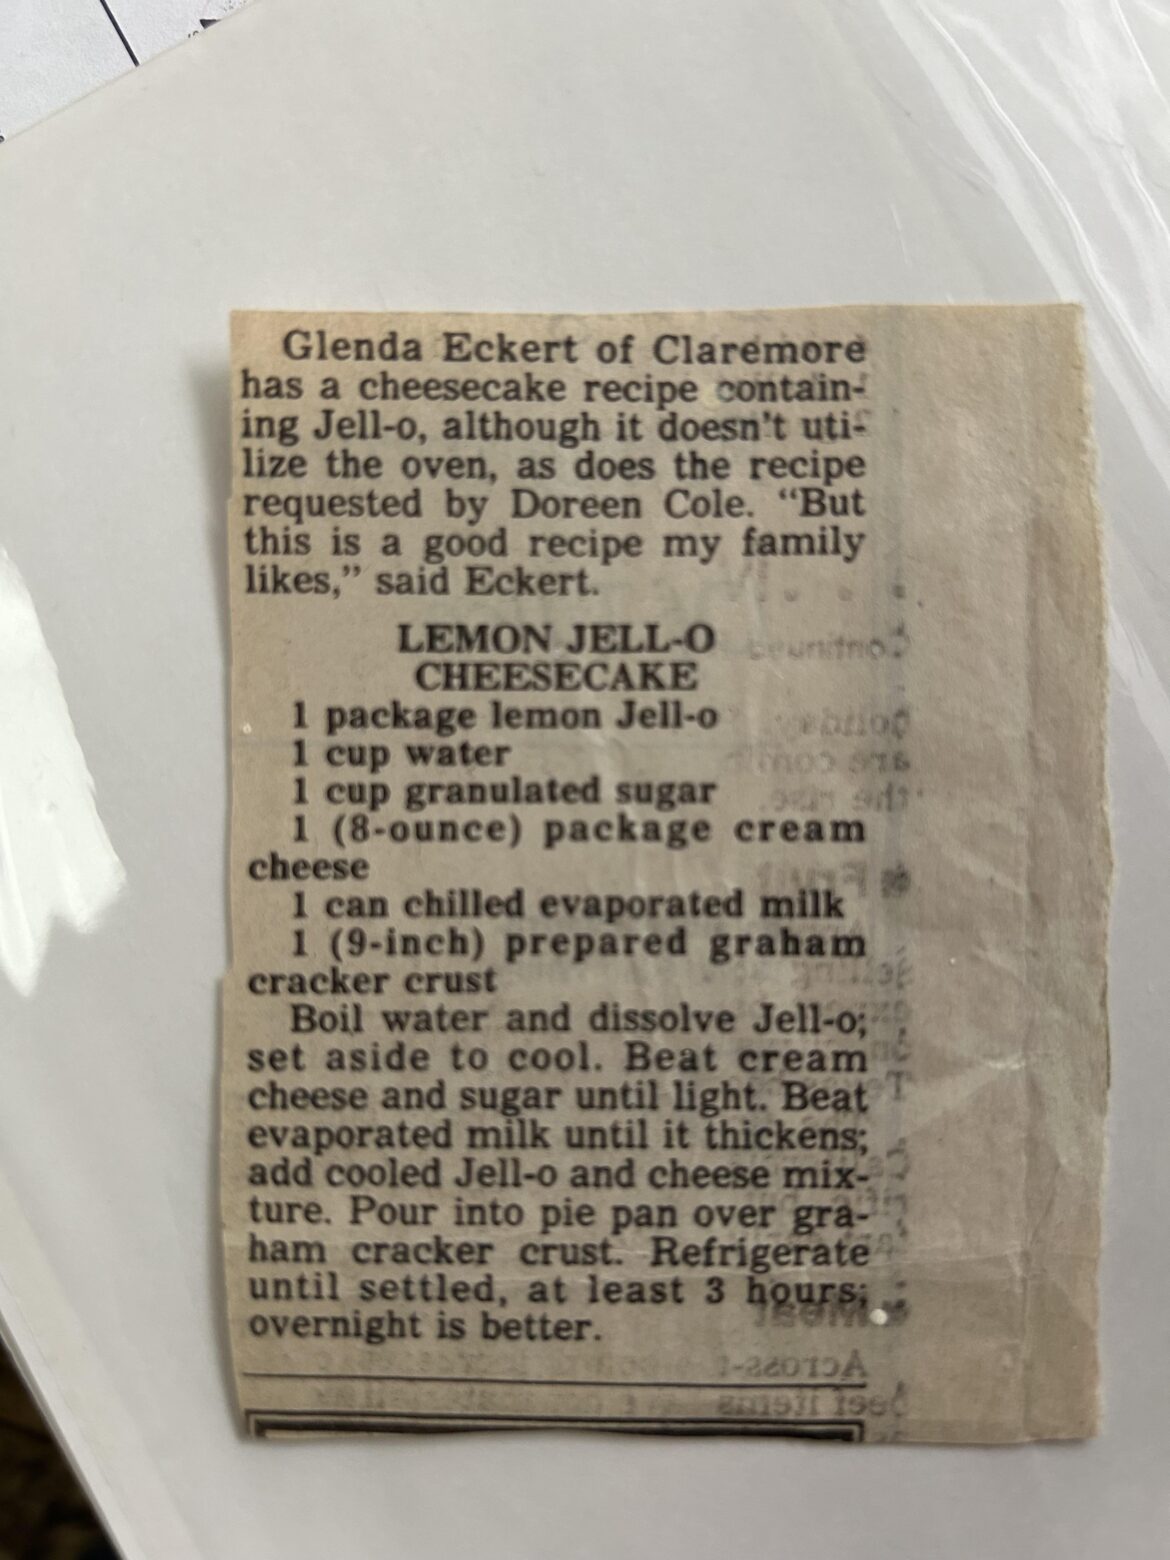 Glenda Eckert of Claremore
has a cheesecake recipe contain-
ing Jell-o, although it doesn't uti-
lize the oven, as does the recipe
requested by Doreen Cole. “But
this is a good recipe my family
likes,” said Eckert.
LEMON JELL-O
CHEESECAKE
1 package lemon Jell-o
1 cup water
1 cup granulated sugar
1 (8-ounce) package cream
cheese
1 can chilled evaporated milk
1 (9-inch) prepared graham
cracker crust
Boil water and dissolve Jell-o;
set aside to cool. Beat cream
cheese and sugar until light. Beat
evaporated milk until it thickens;
add cooled Jell-o and cheese mix-
ture. Pour into pie pan over gra-
ham cracker crust. Refrigerate
until settled, at least 3 hours;
overnight is better.